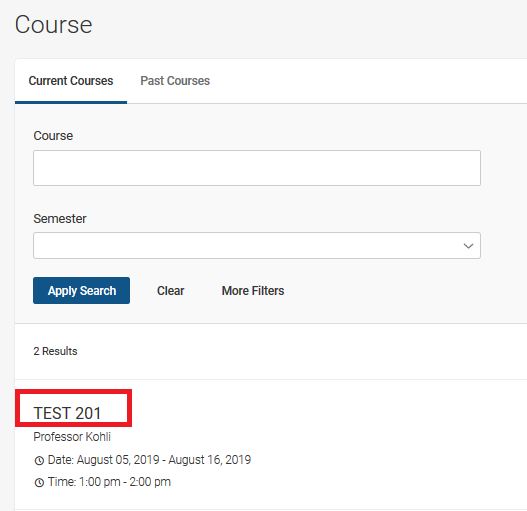 Course
Current Courses Past Courses
Course
Semester
Apply Search Clear More Filters
2 Results
TEST 201
Professor Kohli
Date: August 05, 2019 - August 16, 2019
Time: 1:00 pm - 2:00 pm